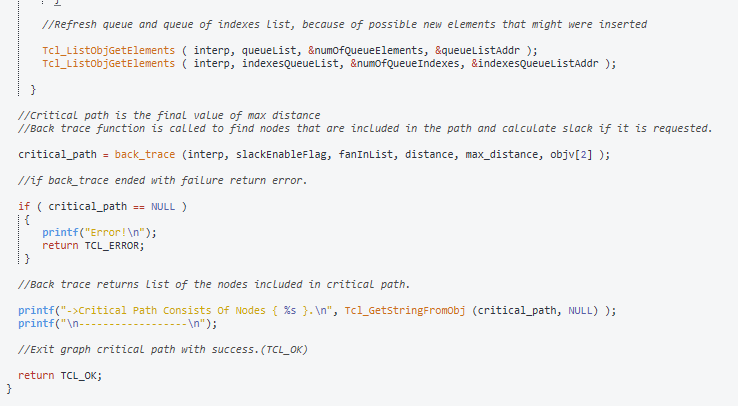 }
//Refresh queue and queue of indexes list, because of possible new elements that might were inserted
Tcl_ListObjGetElements ( interp, queueList, &numOfQueueElements, &queueListAddr );
Tcl_ListObjGetElements ( interp, indexesQueueList, &numOfQueueIndexes, &indexesQueueListAddr );
}
//Critical path is the final value of max distance
//Back trace function is called to find nodes that are included in the path and calculate slack if it is requested.
critical_path = back_trace (interp, slackEnableFlag, fanInList, distance, max_distance, objv[2] );
//if back_trace ended with failure return error.
if ( critical_path == NULL )
{
printf("Error!\n");
return TCL_ERROR;
}
//Back trace returns list of the nodes included in critical path.
printf("->Critical Path Consists Of Nodes { %s }.\n", Tcl_GetStringFromObj (critical_path, NULL) );
printf("\n------------------\n");
//Exit graph critical path with success.(TCL_OK)
return TCL_OK;
}